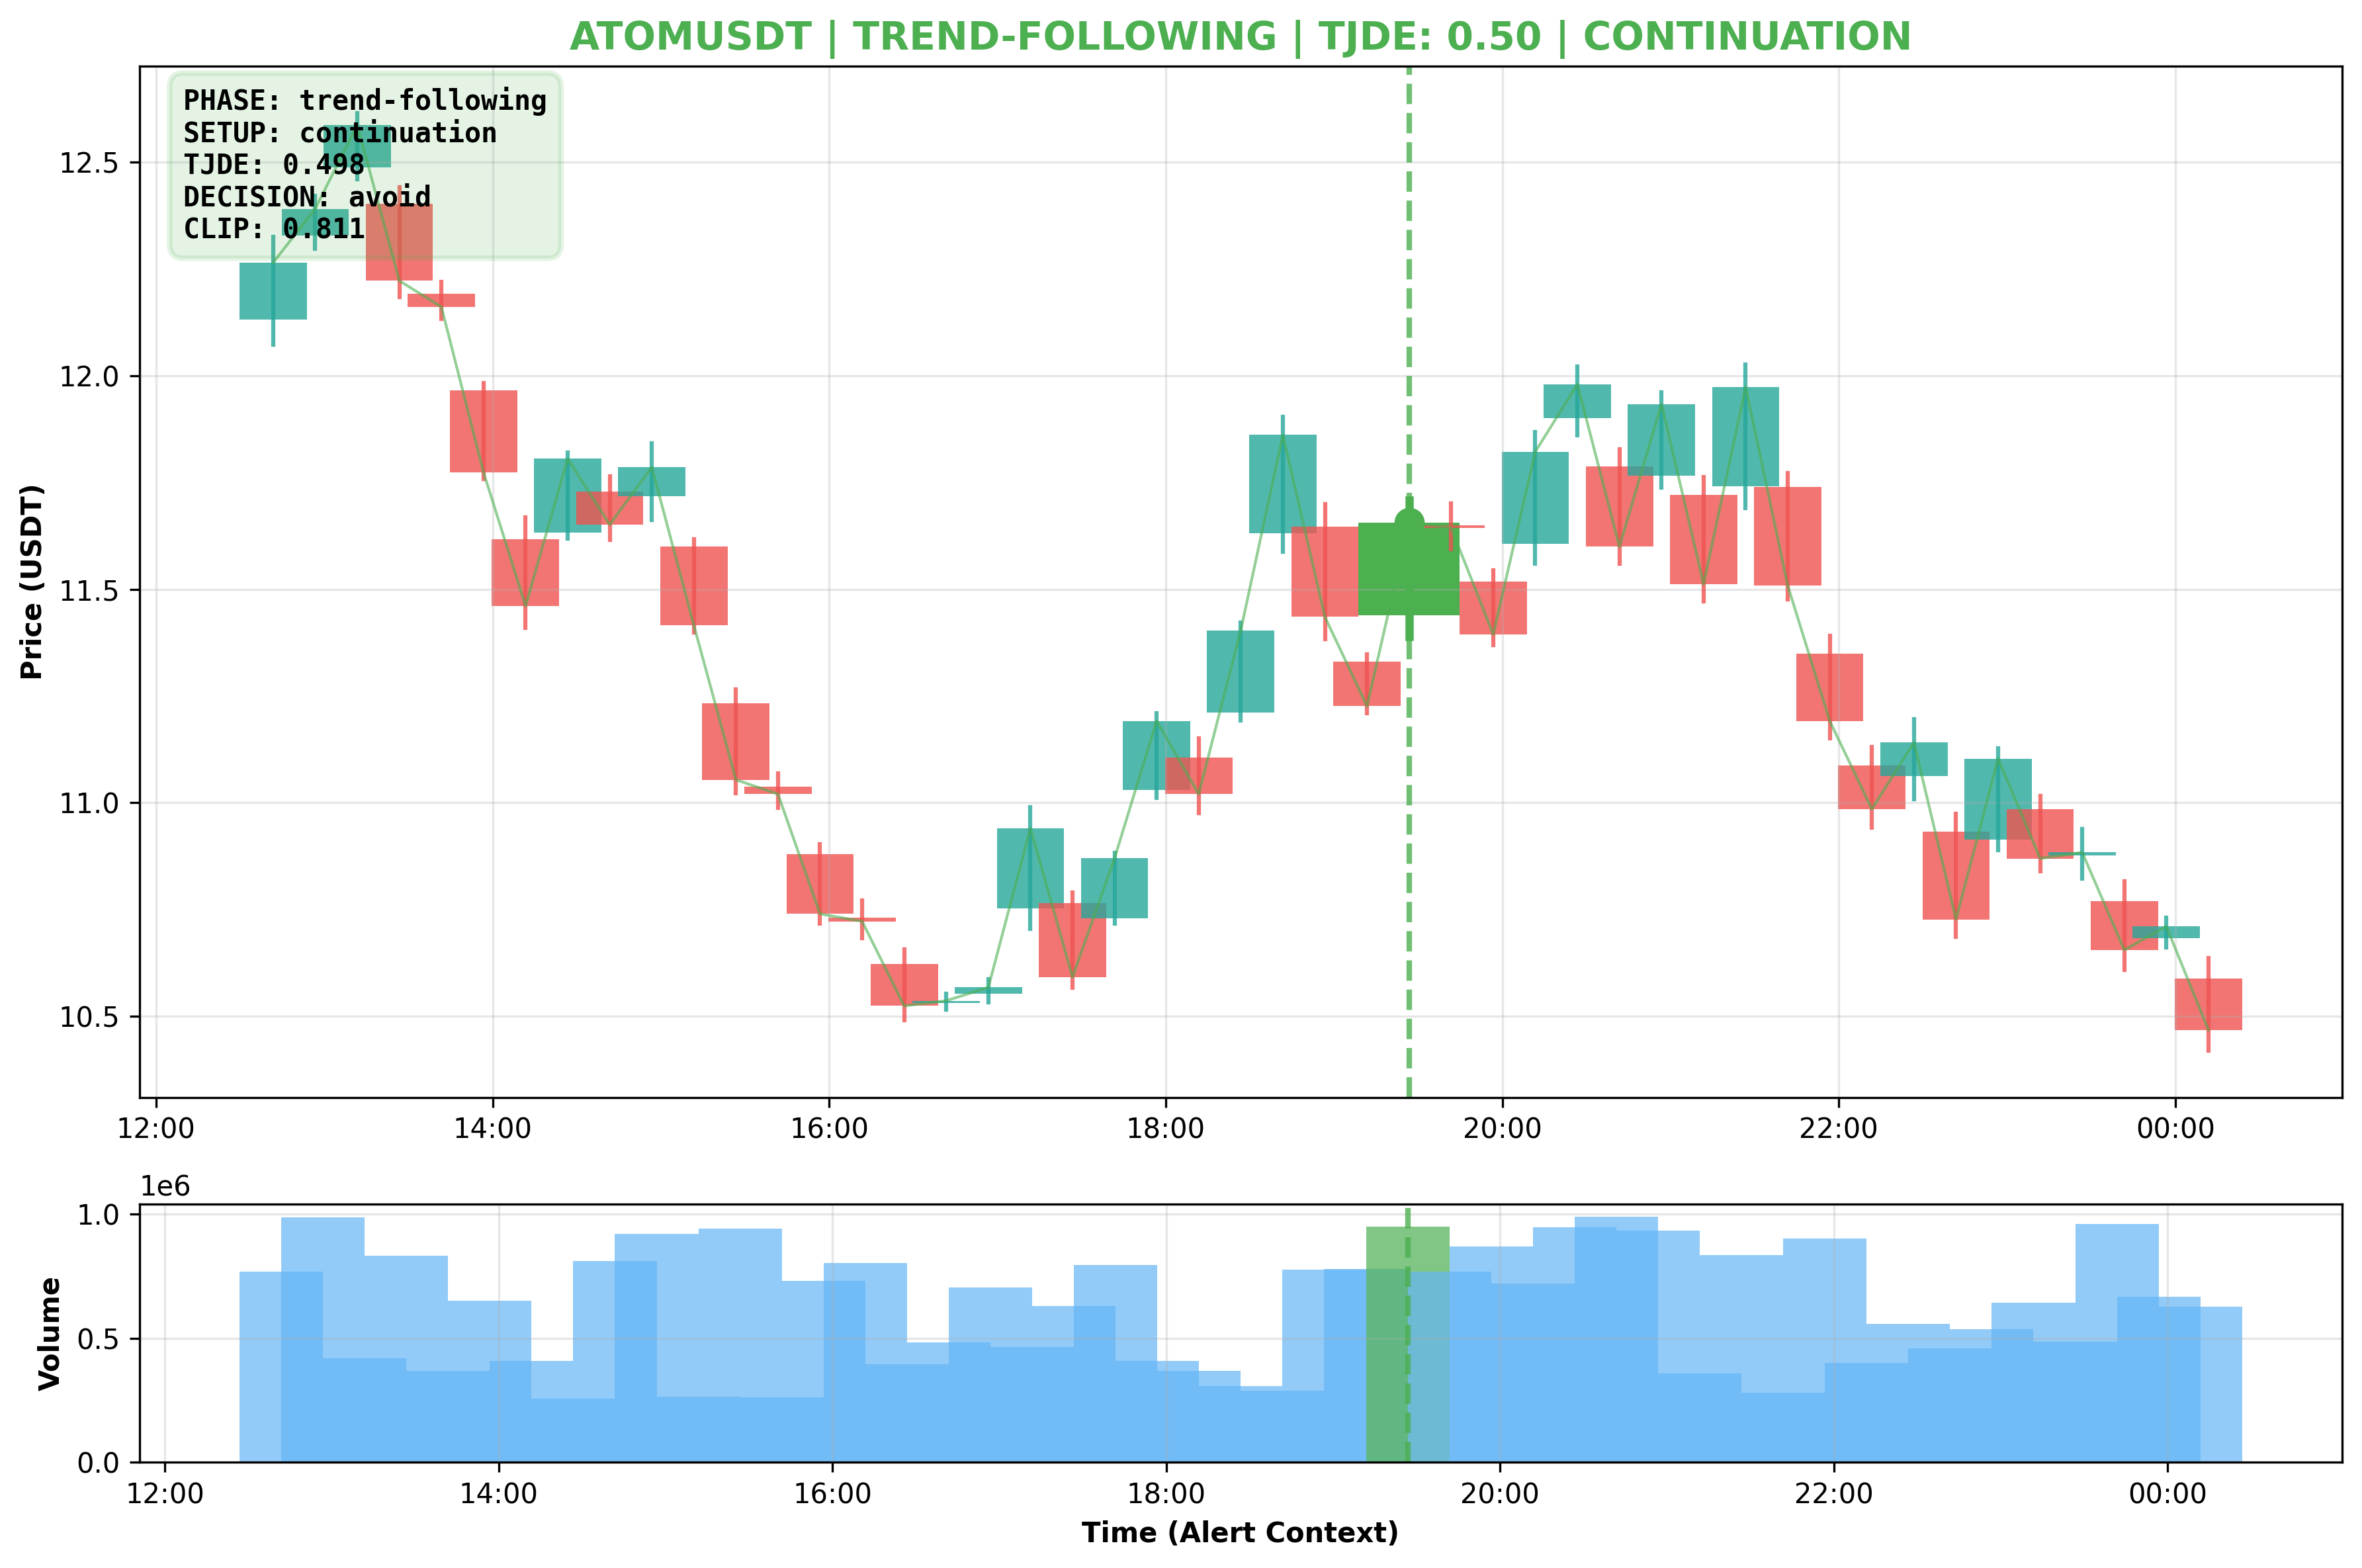 ATOMUSDT | TREND-FOLLOWING | TJDE: 0.50 | CONTINUATION
PHASE: trend-following
SETUP: continuation
TJDE: 0.498
DECISION: avoid
CLIP: 0.811
Price (USDT)
12.5
12.0
11.5
11.0
10.5
12:00 14:00 16:00 18:00 20:00 22:00 00:00
1e6
Volume
1.0
0.5
0.0
12:00 14:00 16:00 18:00 20:00 22:00 00:00
Time (Alert Context)